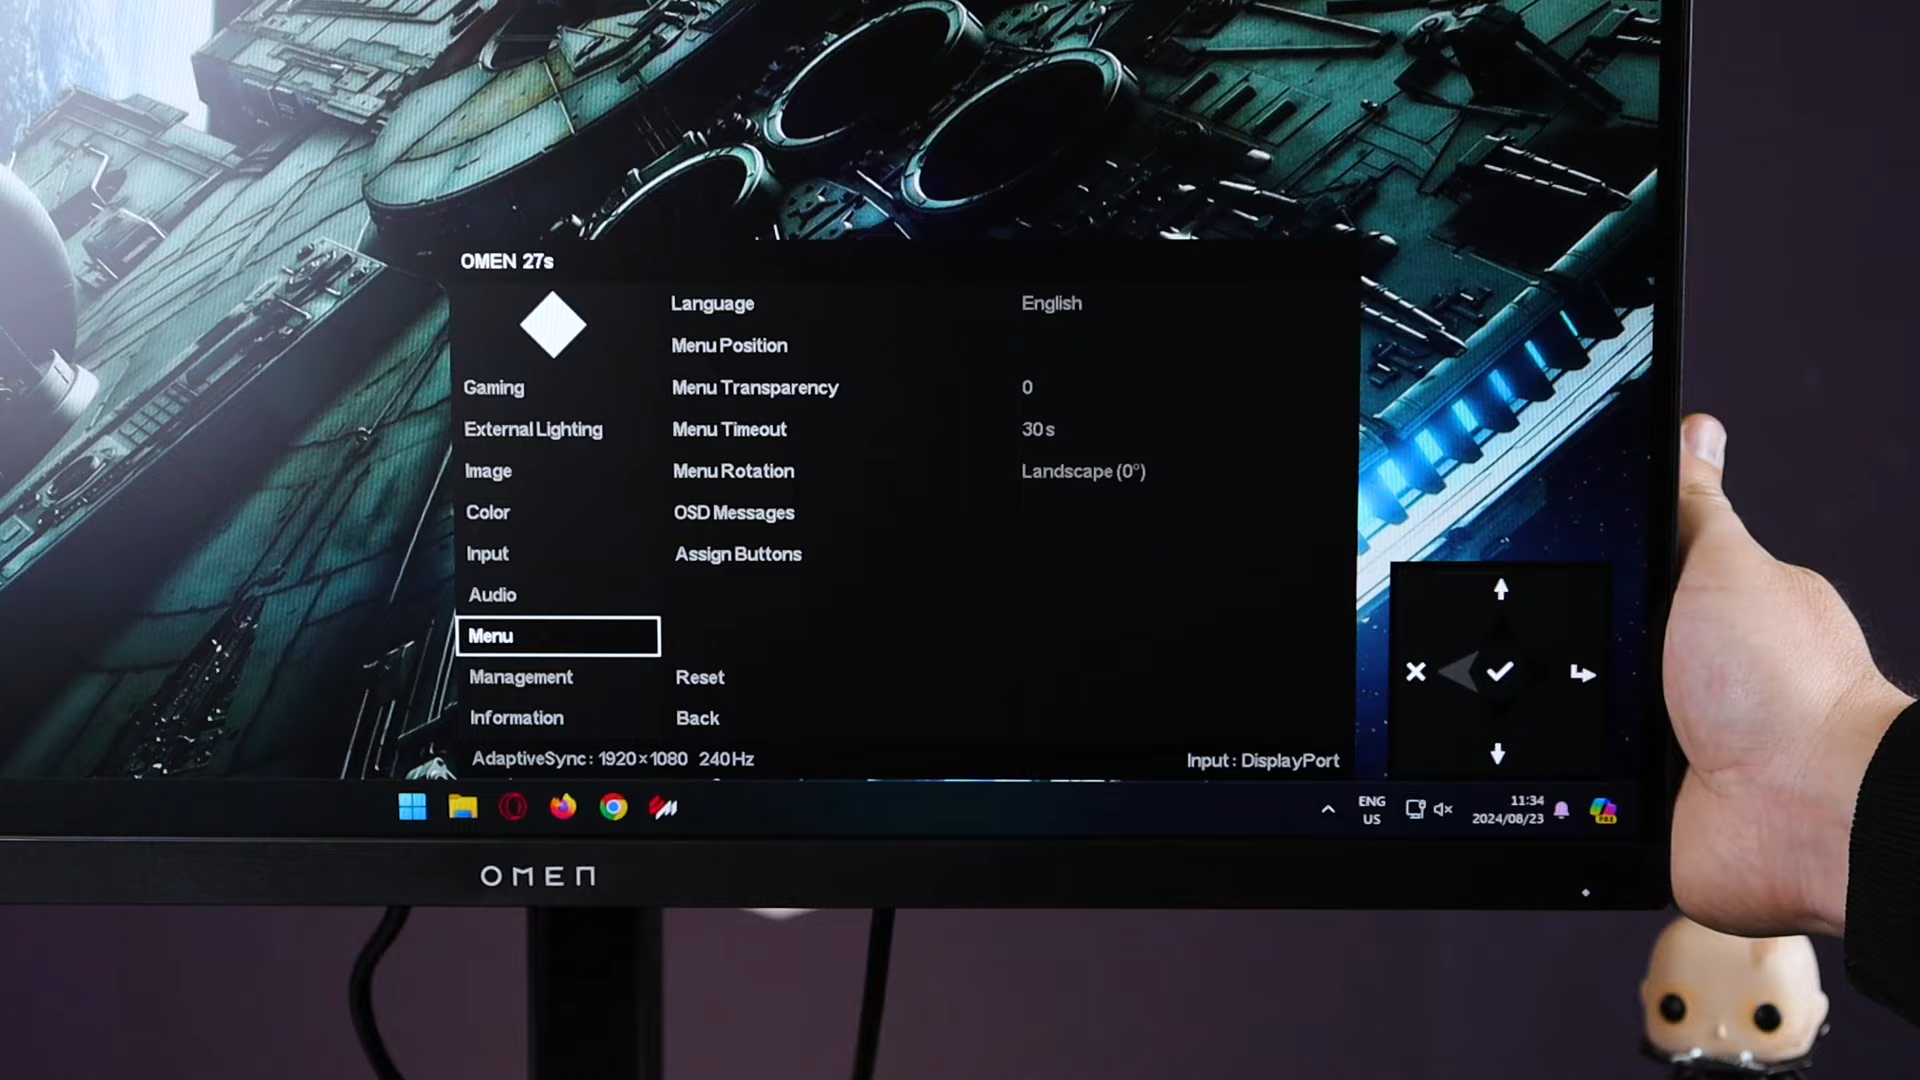 OMEN 27s
Language English
Menu Position
Gaming Menu Transparency 0
External Lighting Menu Timeout 30s
Image Menu Rotation Landscape (0°)
Color OSD Messages
Input Assign Buttons
Audio
Menu
Management Reset
Information Back
AdaptiveSync: 1920×1080 240Hz Input: DisplayPort
ENG
US
11:34
2024/08/23
PRE
OMEN